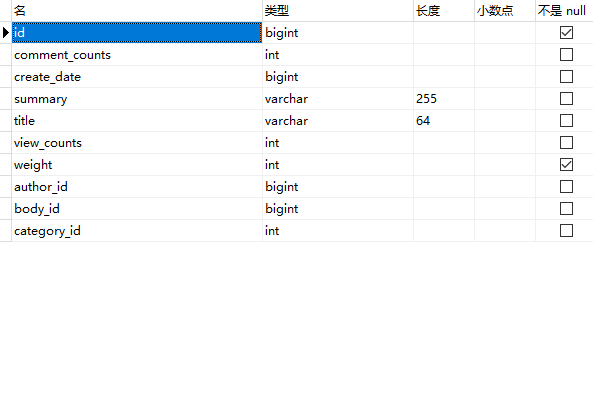 名 类型 长度 小数点 不是 null
id bigint
comment_counts int
create_date bigint
summary varchar 255
title varchar 64
view_counts int
weight int
author_id bigint
body_id bigint
category_id int